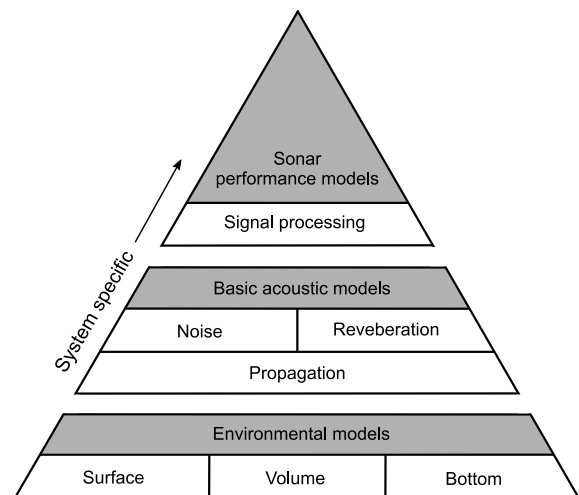 Sonar
performance models
Signal processing
System specific
Basic acoustic models
Noise
Reveberation
Propagation
Environmental models
Surface
Volume
Bottom